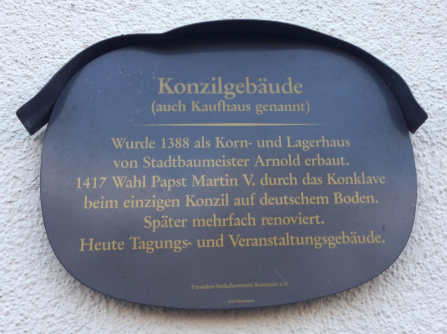 Konzilgebäude
(auch Kaufhaus genannt)
Wurde 1388 als Korn- und Lagerhaus
von Stadtbaumeister Arnold erbaut.
1417 Wahl Papst Martin V. durch das Konklave
beim einzigen Konzil auf deutschem Boden.
Später mehrfach renoviert.
Heute Tagungs- und Veranstaltungsgebäude.
Fremden-Verkehrsverein Konstanz e.V.